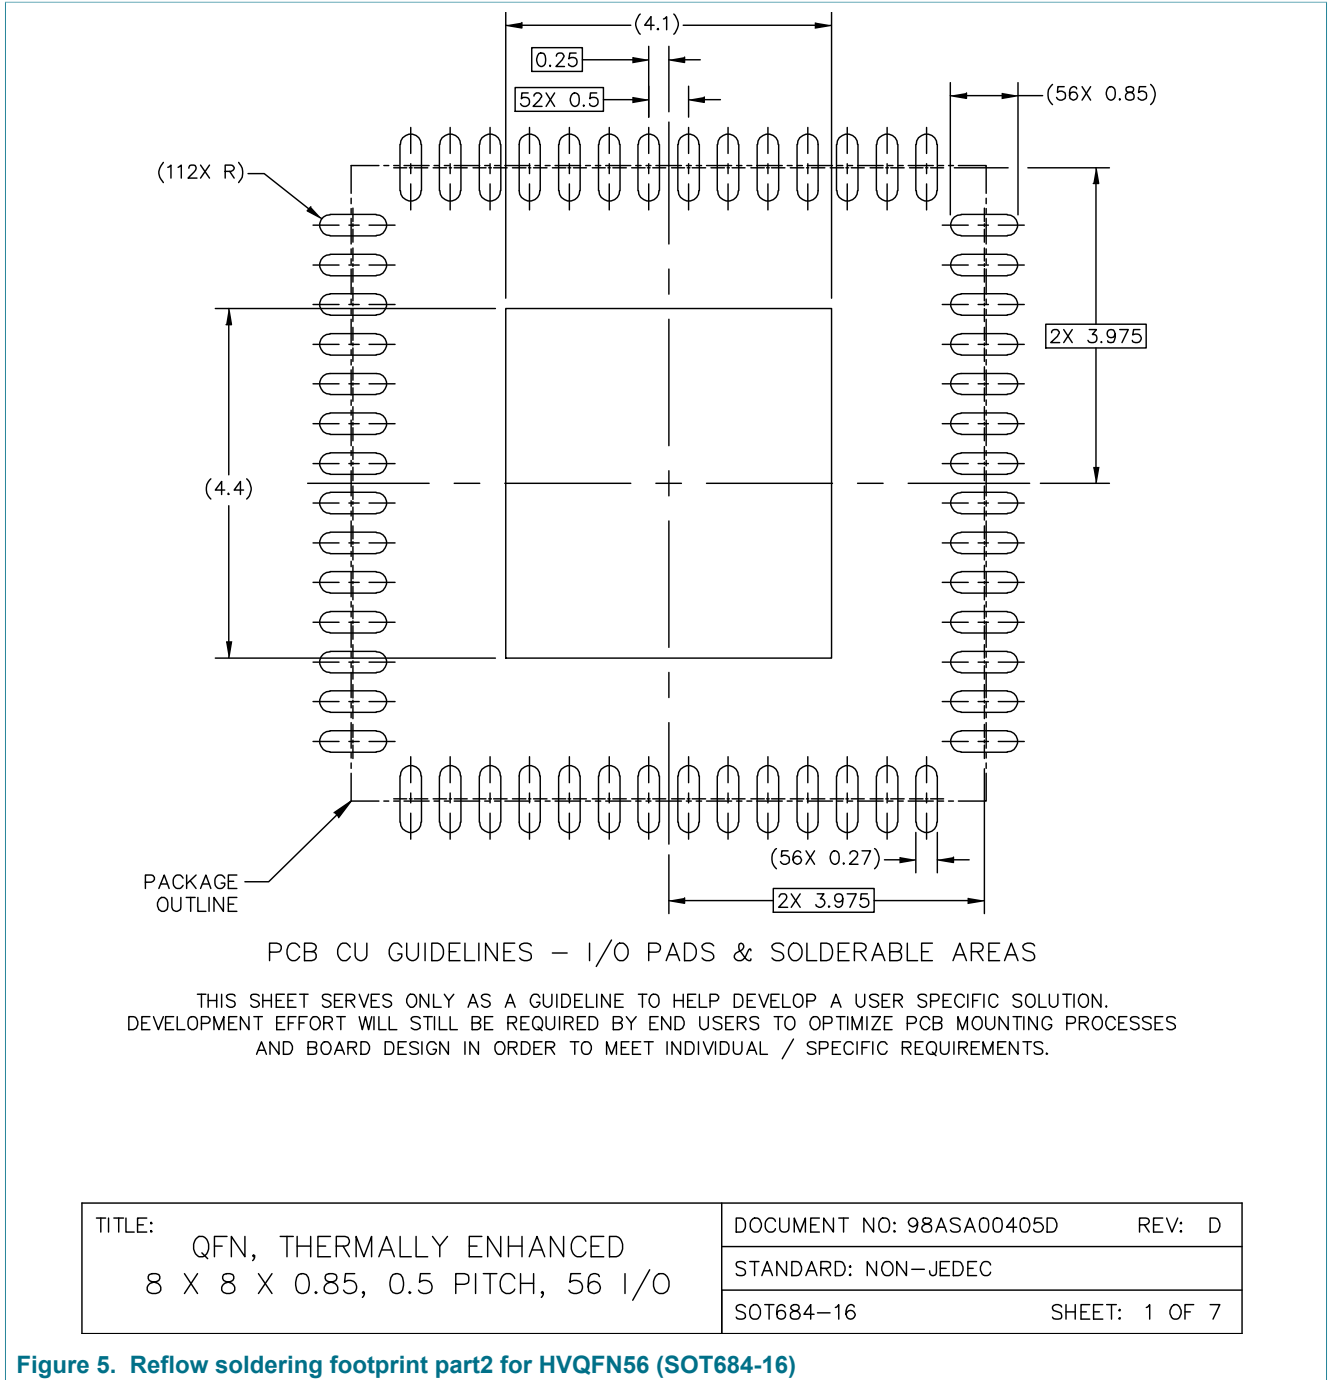 (4.1)
0.25
52X 0.5
(56X 0.85)
(112X R)
2X 3.975
(4.4)
(56X 0.27)
PACKAGE
OUTLINE
2X 3.975
PCB CU GUIDELINES – I/O PADS & SOLDERABLE AREAS
THIS SHEET SERVES ONLY AS A GUIDELINE TO HELP DEVELOP A USER SPECIFIC SOLUTION.
DEVELOPMENT EFFORT WILL STILL BE REQUIRED BY END USERS TO OPTIMIZE PCB MOUNTING PROCESSES
AND BOARD DESIGN IN ORDER TO MEET INDIVIDUAL / SPECIFIC REQUIREMENTS.
TITLE:
QFN, THERMALLY ENHANCED
8 X 8 X 0.85, 0.5 PITCH, 56 I/O
DOCUMENT NO: 98ASA00405D REV: D
STANDARD: NON–JEDEC
SOT684–16 SHEET: 1 OF 7
Figure 5. Reflow soldering footprint part2 for HVQFN56 (SOT684-16)